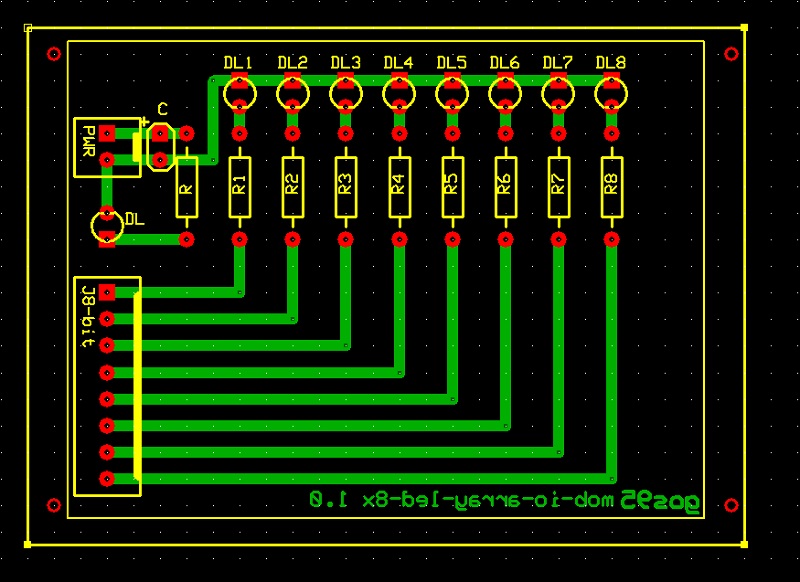 DL1 DL2 DL3 DL4 DL5 DL6 DL7 DL8
C
+
PWR
R R1 R2 R3 R4 R5 R6 R7 R8
DL
J8-bit
gas95 mob-io-array-led-8x 1.0